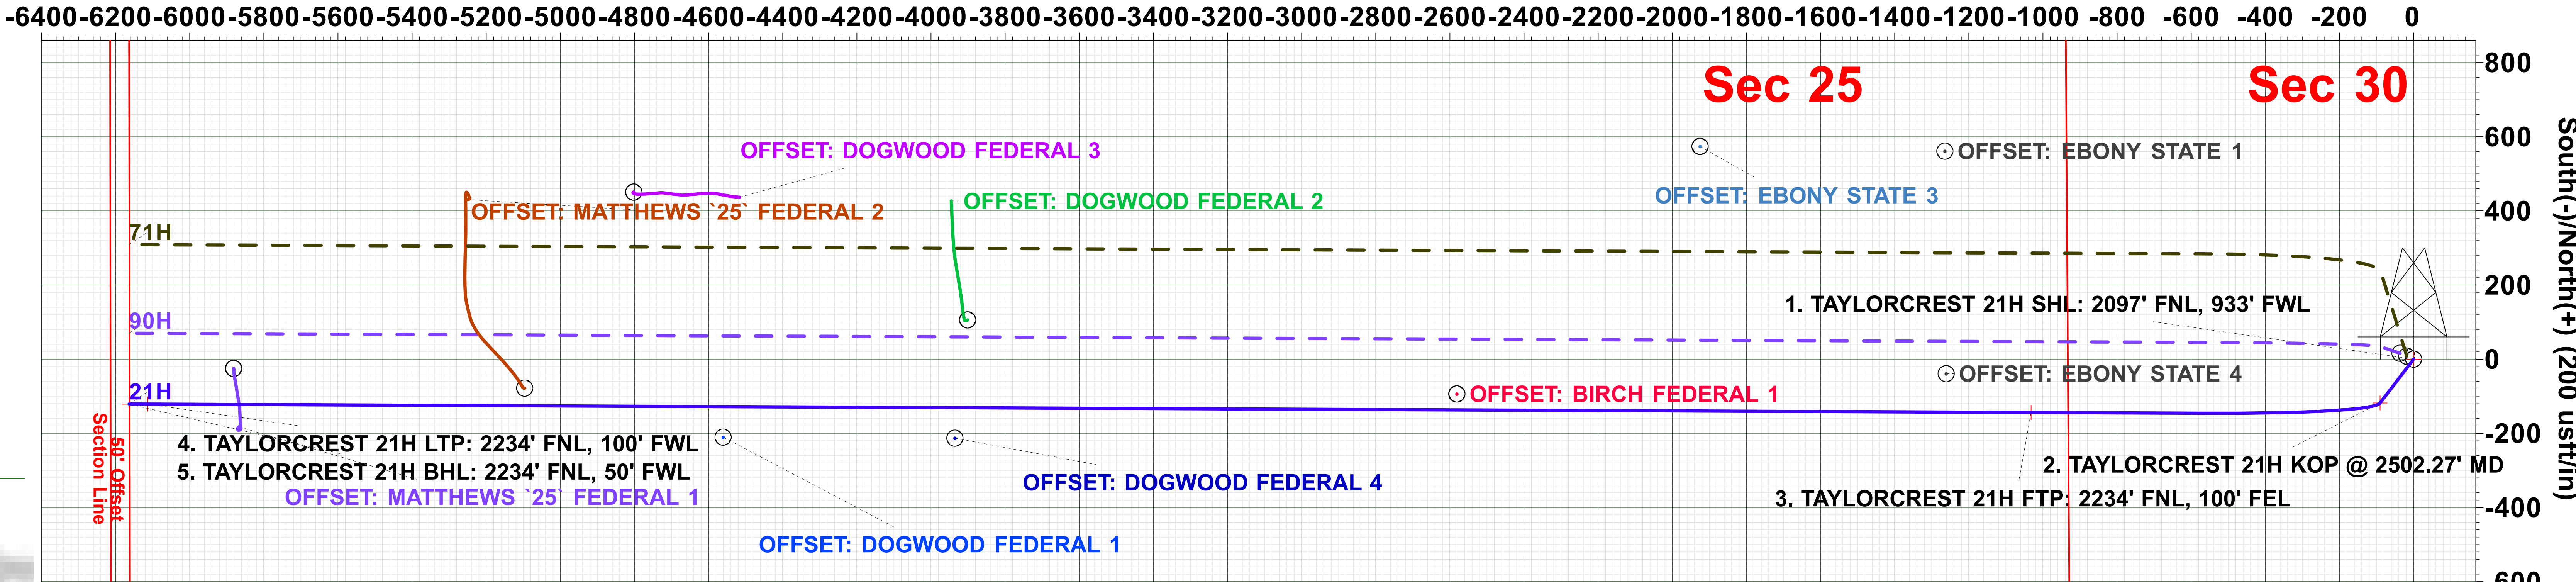 -6400 -6200 -5800 -5600 -5400 -5200 -5000 -4800 -4600 -4400 -4200 -4000 -3800 -3600 -3400 -3200 -3000 -2800 -2600 -2400 -2200 -2000 -1800 -1600 -1400 -1200 -1000 -800 -600 -400 -200 0
800
Sec 25
Sec 30
600
OFFSET: DOGWOOD FEDERAL 3
OFFSET: EBONY STATE 1
OFFSET: EBONY STATE 3
OFFSET: DOGWOOD FEDERAL 2
OFFSET: MATTHEWS `25` FEDERAL 2
400
71H
200
1. TAYLORCREST 21H SHL: 2097' FNL, 933' FWL
90H
0
OFFSET: EBONY STATE 4
21H
OFFSET: BIRCH FEDERAL 1
-200
4. TAYLORCREST 21H LTP: 2234' FNL, 100' FWL
5. TAYLORCREST 21H BHL: 2234' FNL, 50' FWL
OFFSET: MATTHEWS `25` FEDERAL 1
2. TAYLORCREST 21H KOP @ 2502.27' MD
OFFSET: DOGWOOD FEDERAL 4
3. TAYLORCREST 21H FTP: 2234' FNL, 100' FEL
-400
OFFSET: DOGWOOD FEDERAL 1
-600
Section Line
50' Offset
South(-)/North(+) (200 usft/in)